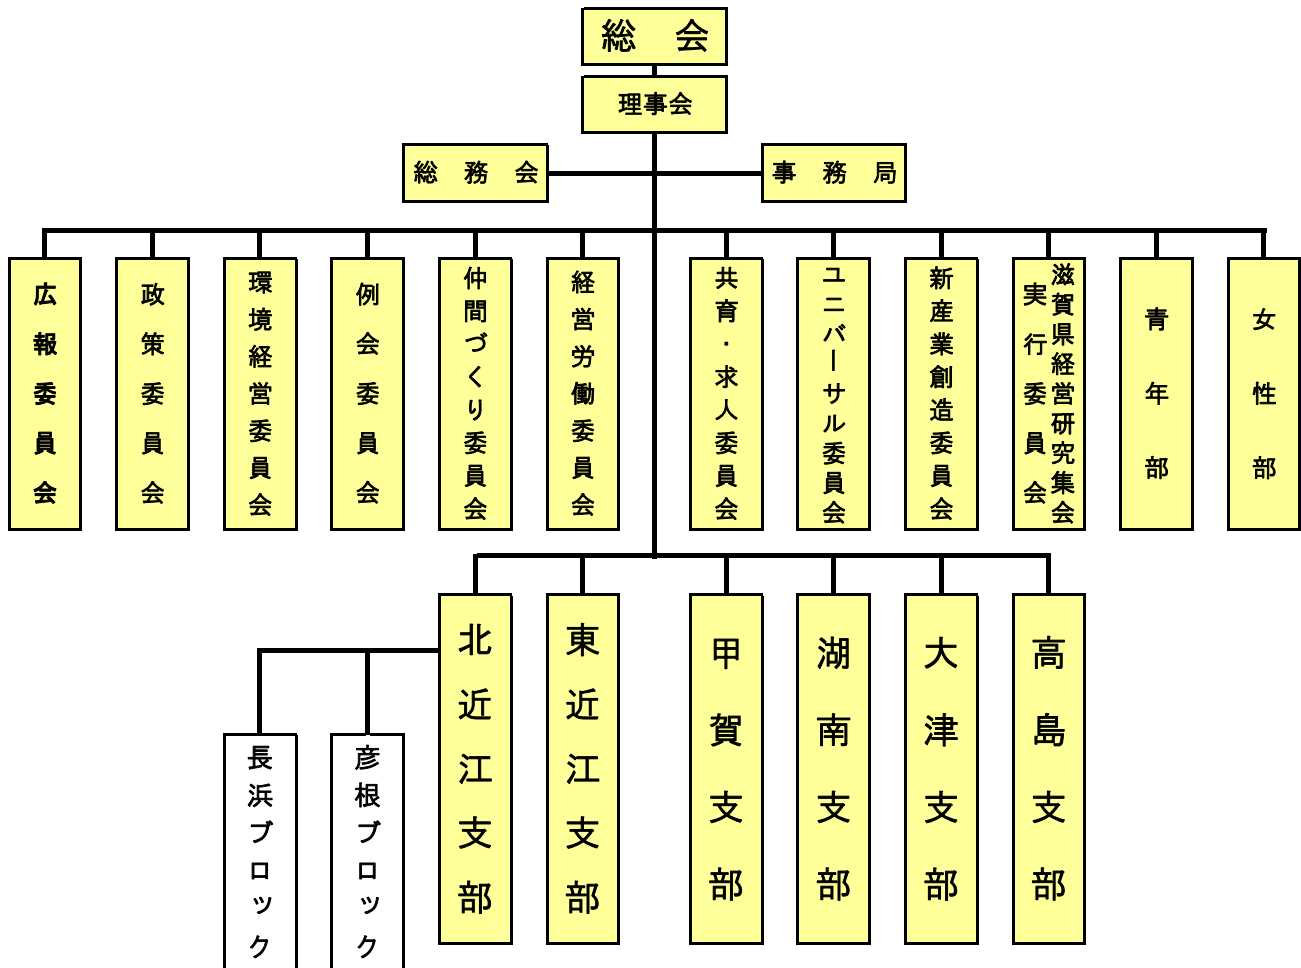 総　会
理事会
総　務　会
事　務　局
広報委員会
政策委員会
環境経営委員会
例会委員会
仲間づくり委員会
経営労働委員会
共育・求人委員会
ユニバーサル委員会
新産業創造委員会
滋賀県経営研究集会
実行委員会
青年部
女性部
北近江支部
東近江支部
甲賀支部
湖南支部
大津支部
高島支部
長浜ブロック
彦根ブロック